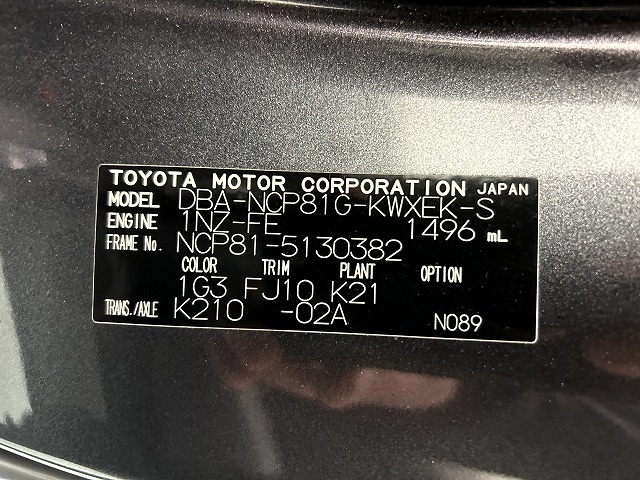 TOYOTA MOTOR CORPORATION JAPAN
MODEL DBA-NCP81G-KWXEK-S
ENGINE 1NZ-FE 1496 mL
FRAME No. NCP81-5130382
COLOR TRIM PLANT OPTION
1G3 FJ10 K21
TRANS./AXLE K210 -02A N089